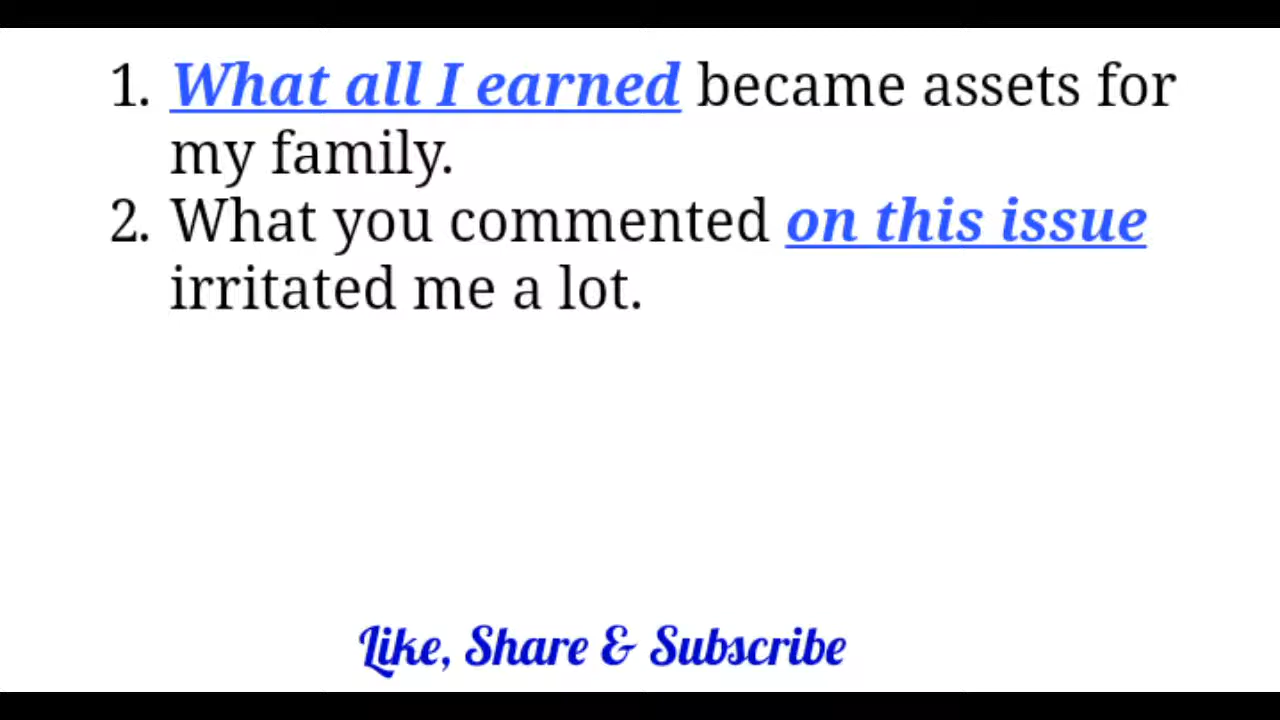 1. What all I earned became assets for
my family.
2. What you commented on this issue
irritated me a lot.
Like, Share & Subscribe